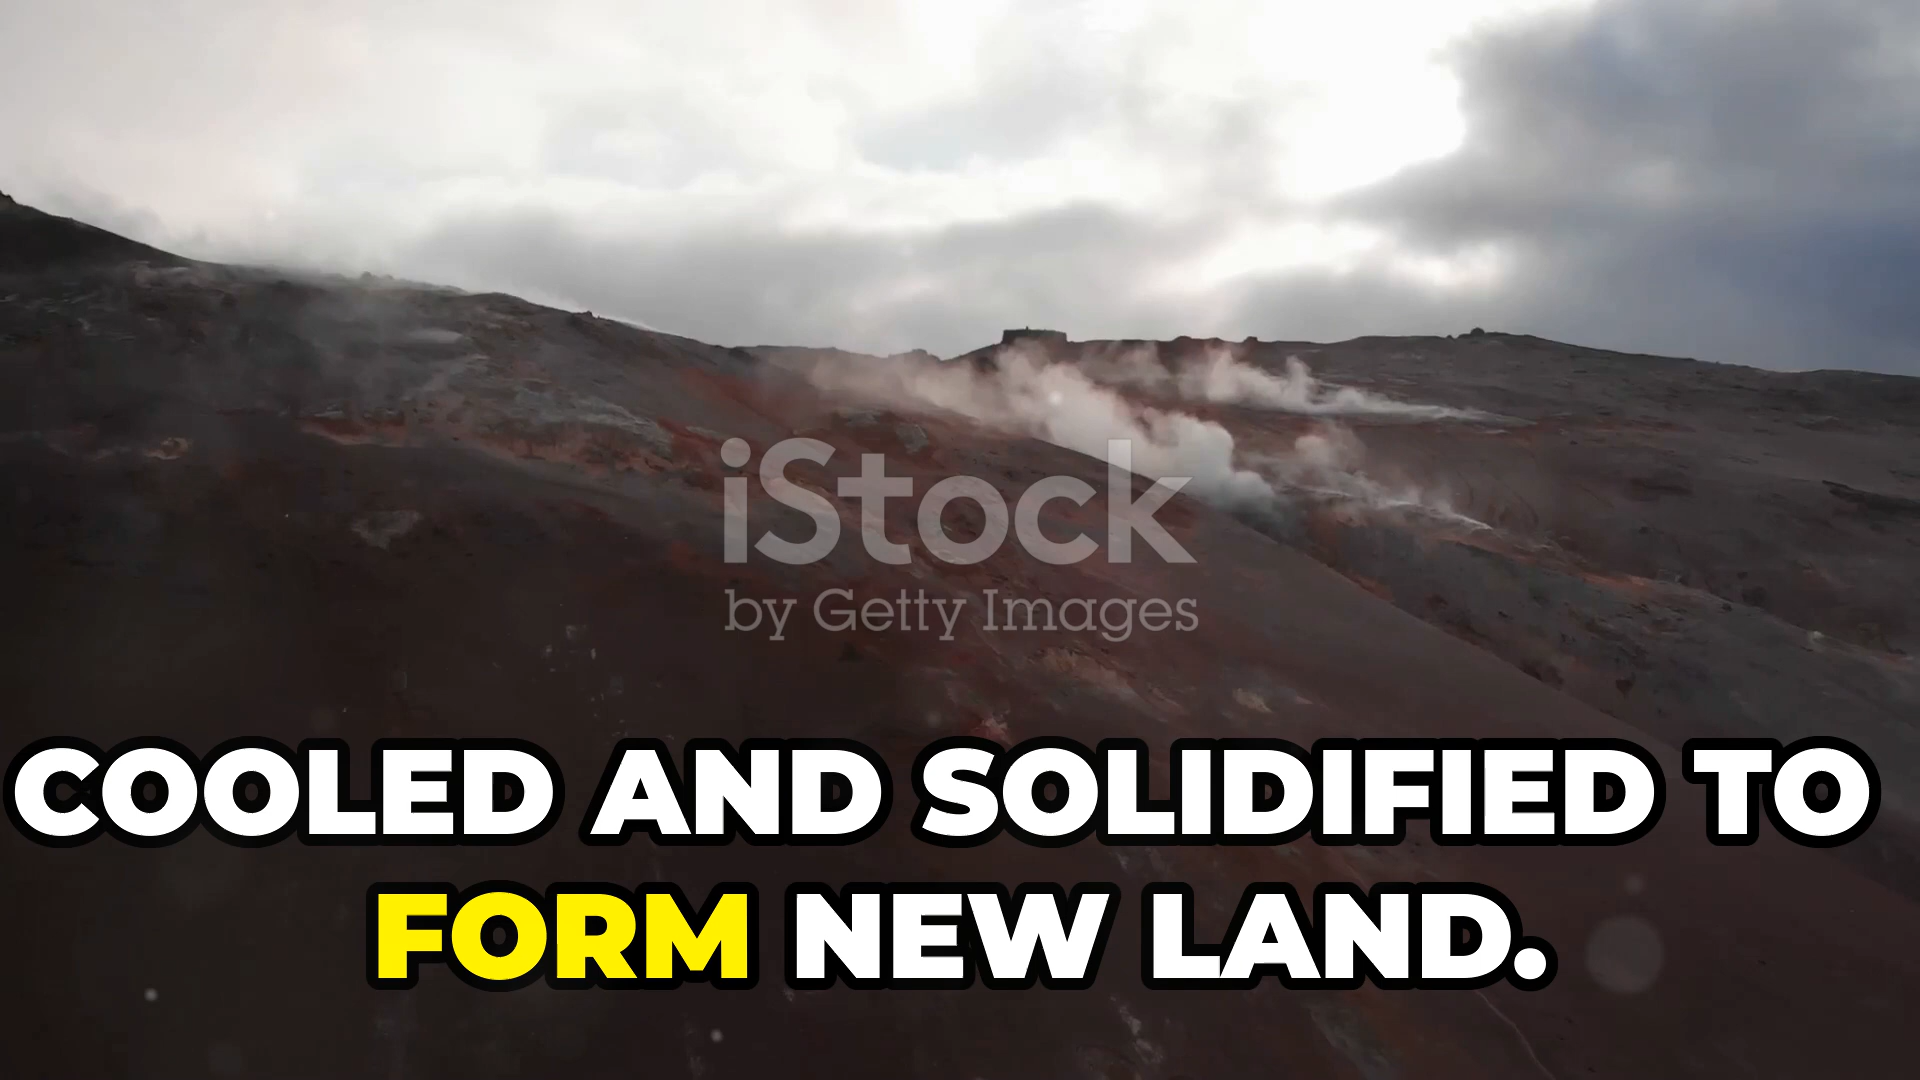 iStock
by Getty Images
COOLED AND SOLIDIFIED TO
FORM NEW LAND.